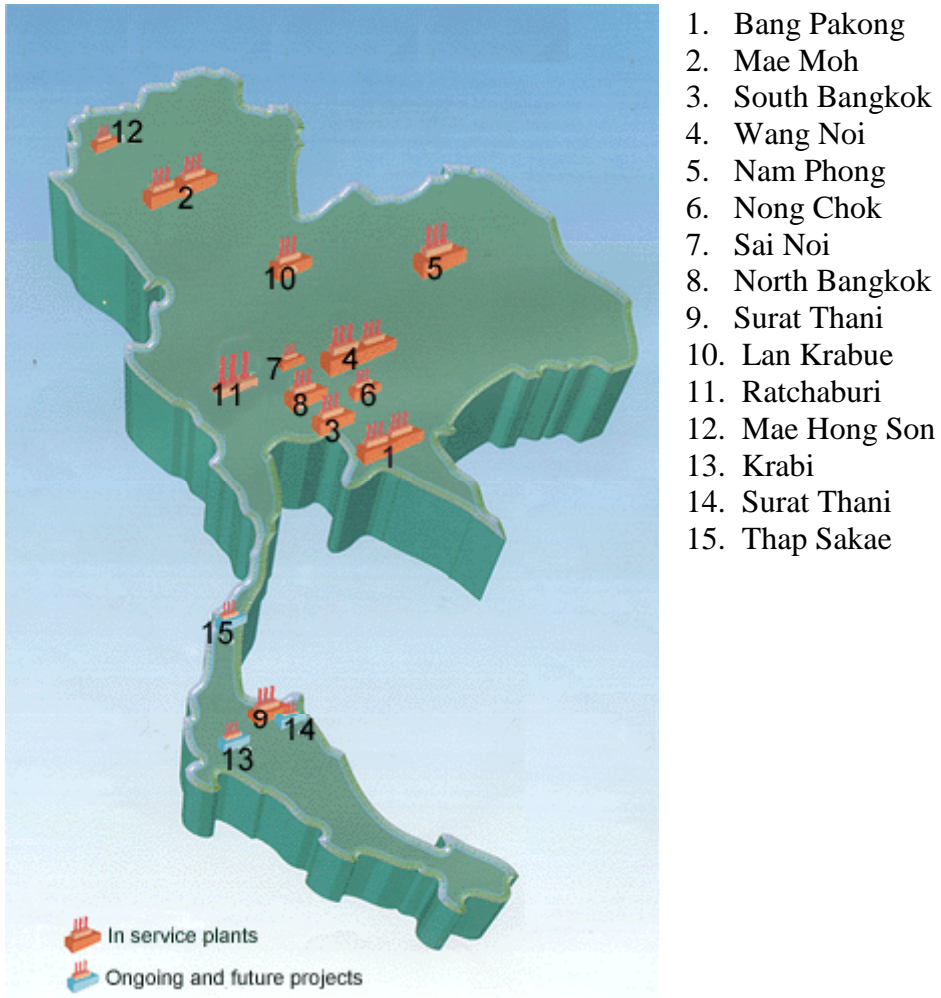 1. Bang Pakong
2. Mae Moh
3. South Bangkok
4. Wang Noi
5. Nam Phong
6. Nong Chok
7. Sai Noi
8. North Bangkok
9. Surat Thani
10. Lan Krabue
11. Ratchaburi
12. Mae Hong Son
13. Krabi
14. Surat Thani
15. Thap Sakae
12
2
10
5
7
4
11
8
6
3
1
15
9
14
13
In service plants
Ongoing and future projects